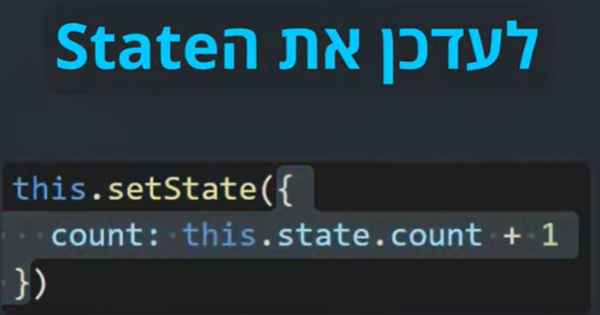 לעדכן את הState
this.setState({
count: this.state.count + 1
})